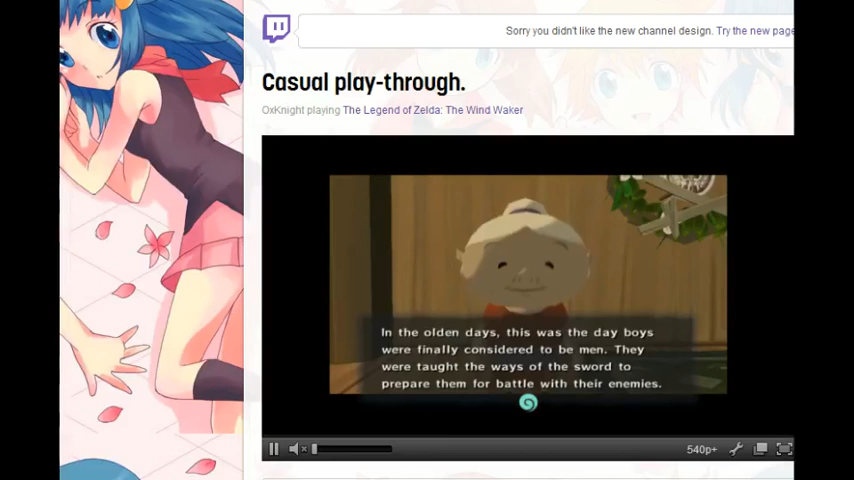 Sorry you didn't like the new channel design. Try the new page
Casual play-through.
OxKnight playing The Legend of Zelda: The Wind Waker
In the olden days, this was the day boys
were finally considered to be men. They
were taught the ways of the sword to
prepare them for battle with their enemies.
540p+